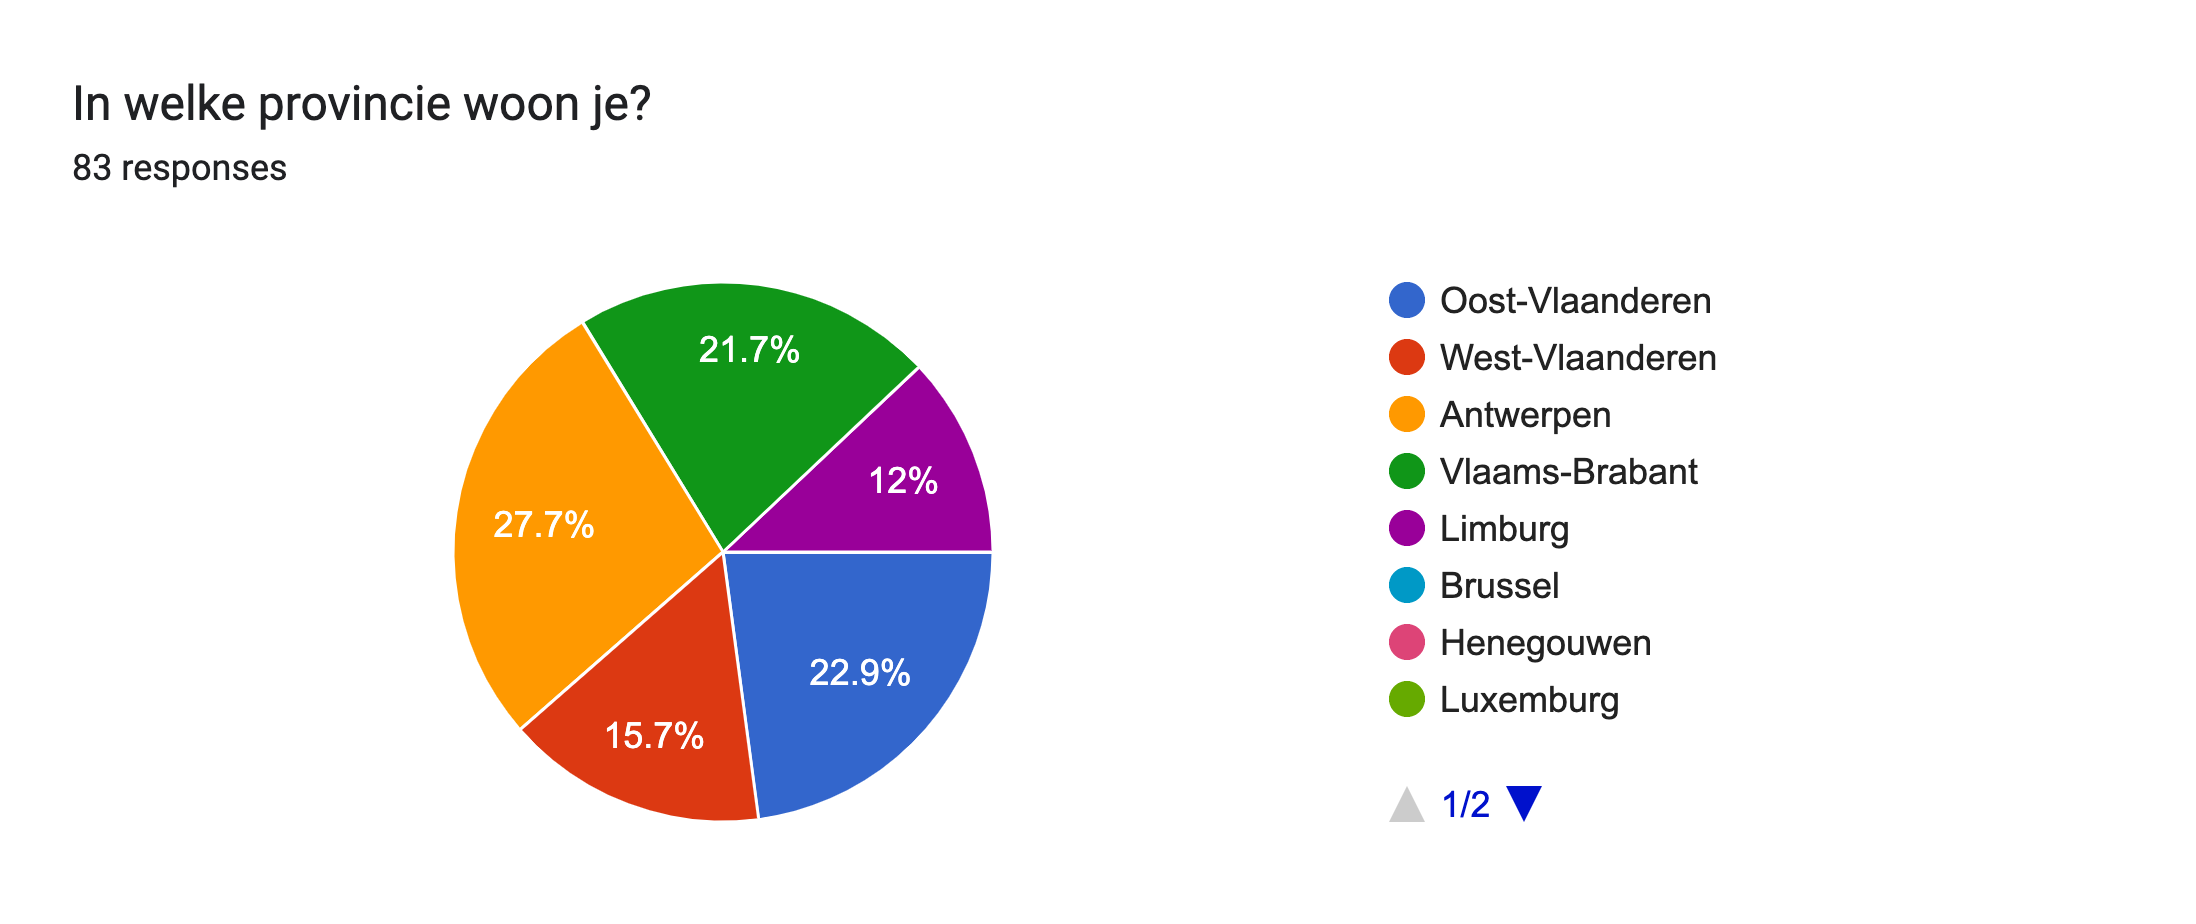 In welke provincie woon je?
83 responses
21.7%
12%
27.7%
22.9%
15.7%
Oost-Vlaanderen
West-Vlaanderen
Antwerpen
Vlaams-Brabant
Limburg
Brussel
Henegouwen
Luxemburg
1/2